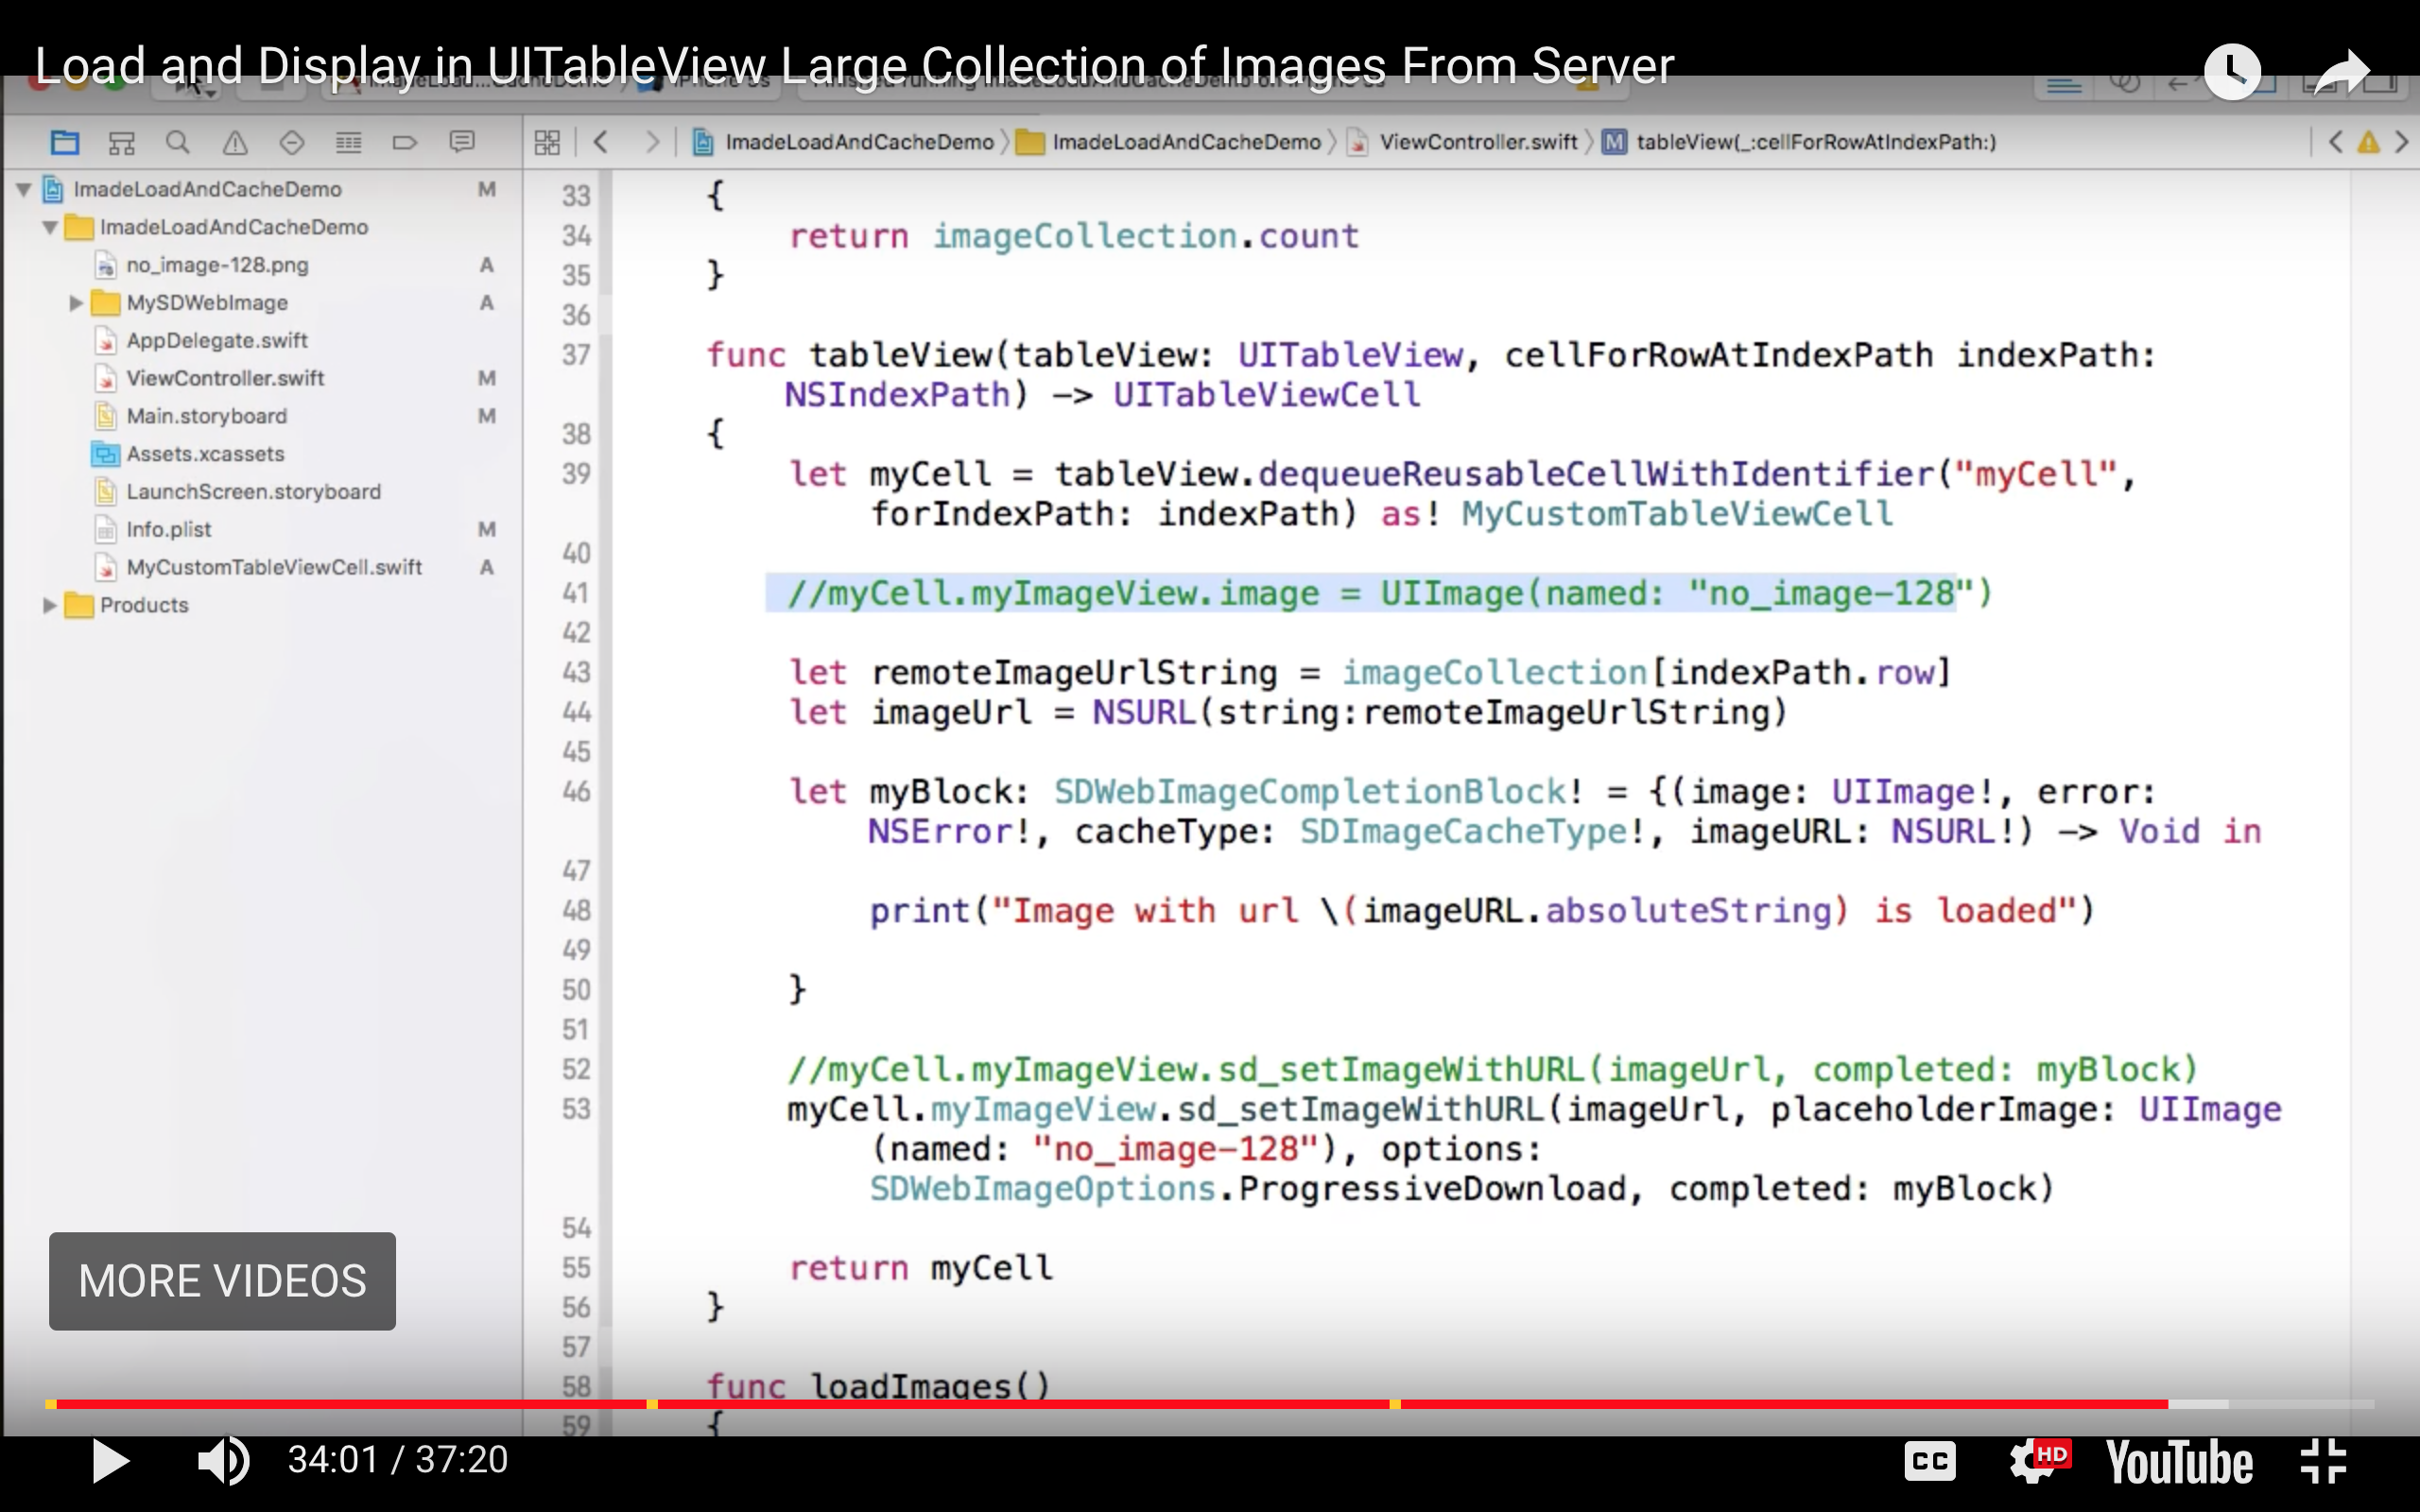 Load and Display in UITableView Large Collection of Images From Server
ImadeLoadAndCacheDemo
ImadeLoadAndCacheDemo
ViewController.swift
tableView(_:cellForRowAtIndexPath:)
ImadeLoadAndCacheDemo M
ImadeLoadAndCacheDemo
no_image-128.png A
MySDWebImage A
AppDelegate.swift
ViewController.swift M
Main.storyboard M
Assets.xcassets
LaunchScreen.storyboard
Info.plist M
MyCustomTableViewCell.swift A
Products
33 {
34 return imageCollection.count
35 }
36
37 func tableView(tableView: UITableView, cellForRowAtIndexPath indexPath:
NSIndexPath) -> UITableViewCell
38 {
39 let myCell = tableView.dequeueReusableCellWithIdentifier("myCell",
forIndexPath: indexPath) as! MyCustomTableViewCell
40
41 //myCell.myImageView.image = UIImage(named: "no_image-128")
42
43 let remoteImageUrlString = imageCollection[indexPath.row]
44 let imageUrl = NSURL(string:remoteImageUrlString)
45
46 let myBlock: SDWebImageCompletionBlock! = {(image: UIImage!, error:
NSError!, cacheType: SDImageCacheType!, imageURL: NSURL!) -> Void in
47
48 print("Image with url \(imageURL.absoluteString) is loaded")
49
50 }
51
52 //myCell.myImageView.sd_setImageWithURL(imageUrl, completed: myBlock)
53 myCell.myImageView.sd_setImageWithURL(imageUrl, placeholderImage: UIImage
(named: "no_image-128"), options:
SDWebImageOptions.ProgressiveDownload, completed: myBlock)
54
55 return myCell
56 }
57
58 func loadImages()
59 {
MORE VIDEOS
34:01 / 37:20
CC
HD
YouTube